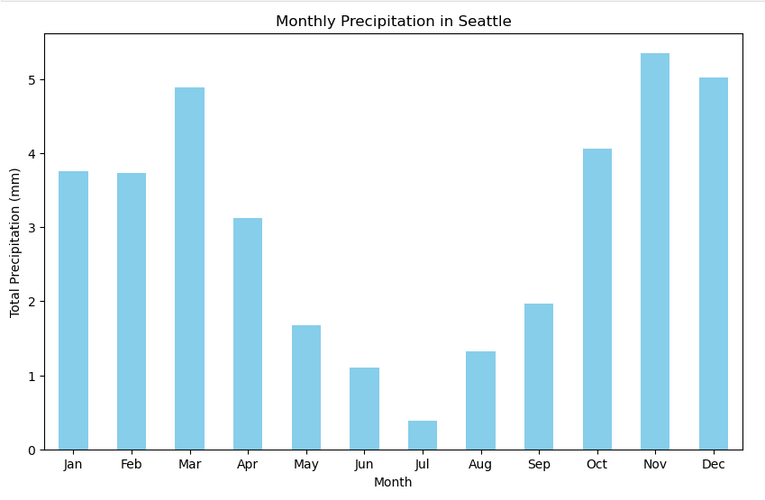 Monthly Precipitation in Seattle
Total Precipitation (mm)
5
4
3
2
1
0
Jan Feb Mar Apr May Jun Jul Aug Sep Oct Nov Dec
Month